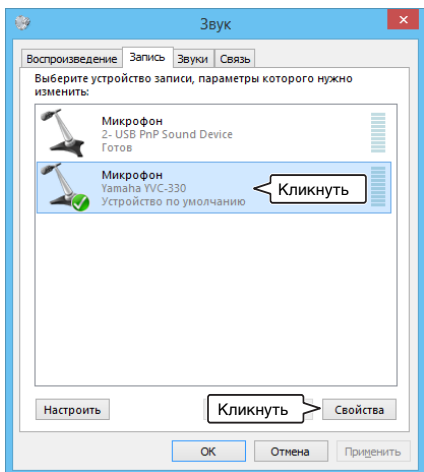 Звук
Воспроизведение Запись Звуки Связь
Выберите устройство записи, параметры которого нужно
изменить:
Микрофон
2- USB PnP Sound Device
Готов
Микрофон
Yamaha YVC-330
Устройство по умолчанию
Кликнуть
Настроить
Кликнуть
Свойства
OK
Отмена
Применить